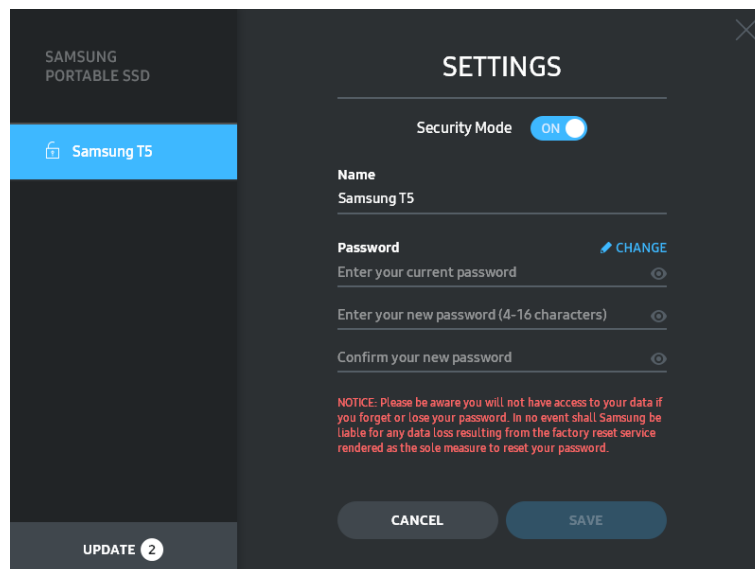 SAMSUNG
PORTABLE SSD
Samsung T5
UPDATE 2
SETTINGS
Security Mode ON
Name
Samsung T5
Password CHANGE
Enter your current password
Enter your new password (4-16 characters)
Confirm your new password
NOTICE: Please be aware you will not have access to your data if
you forget or lose your password. In no event shall Samsung be
liable for any data loss resulting from the factory reset service
rendered as the sole measure to reset your password.
CANCEL SAVE